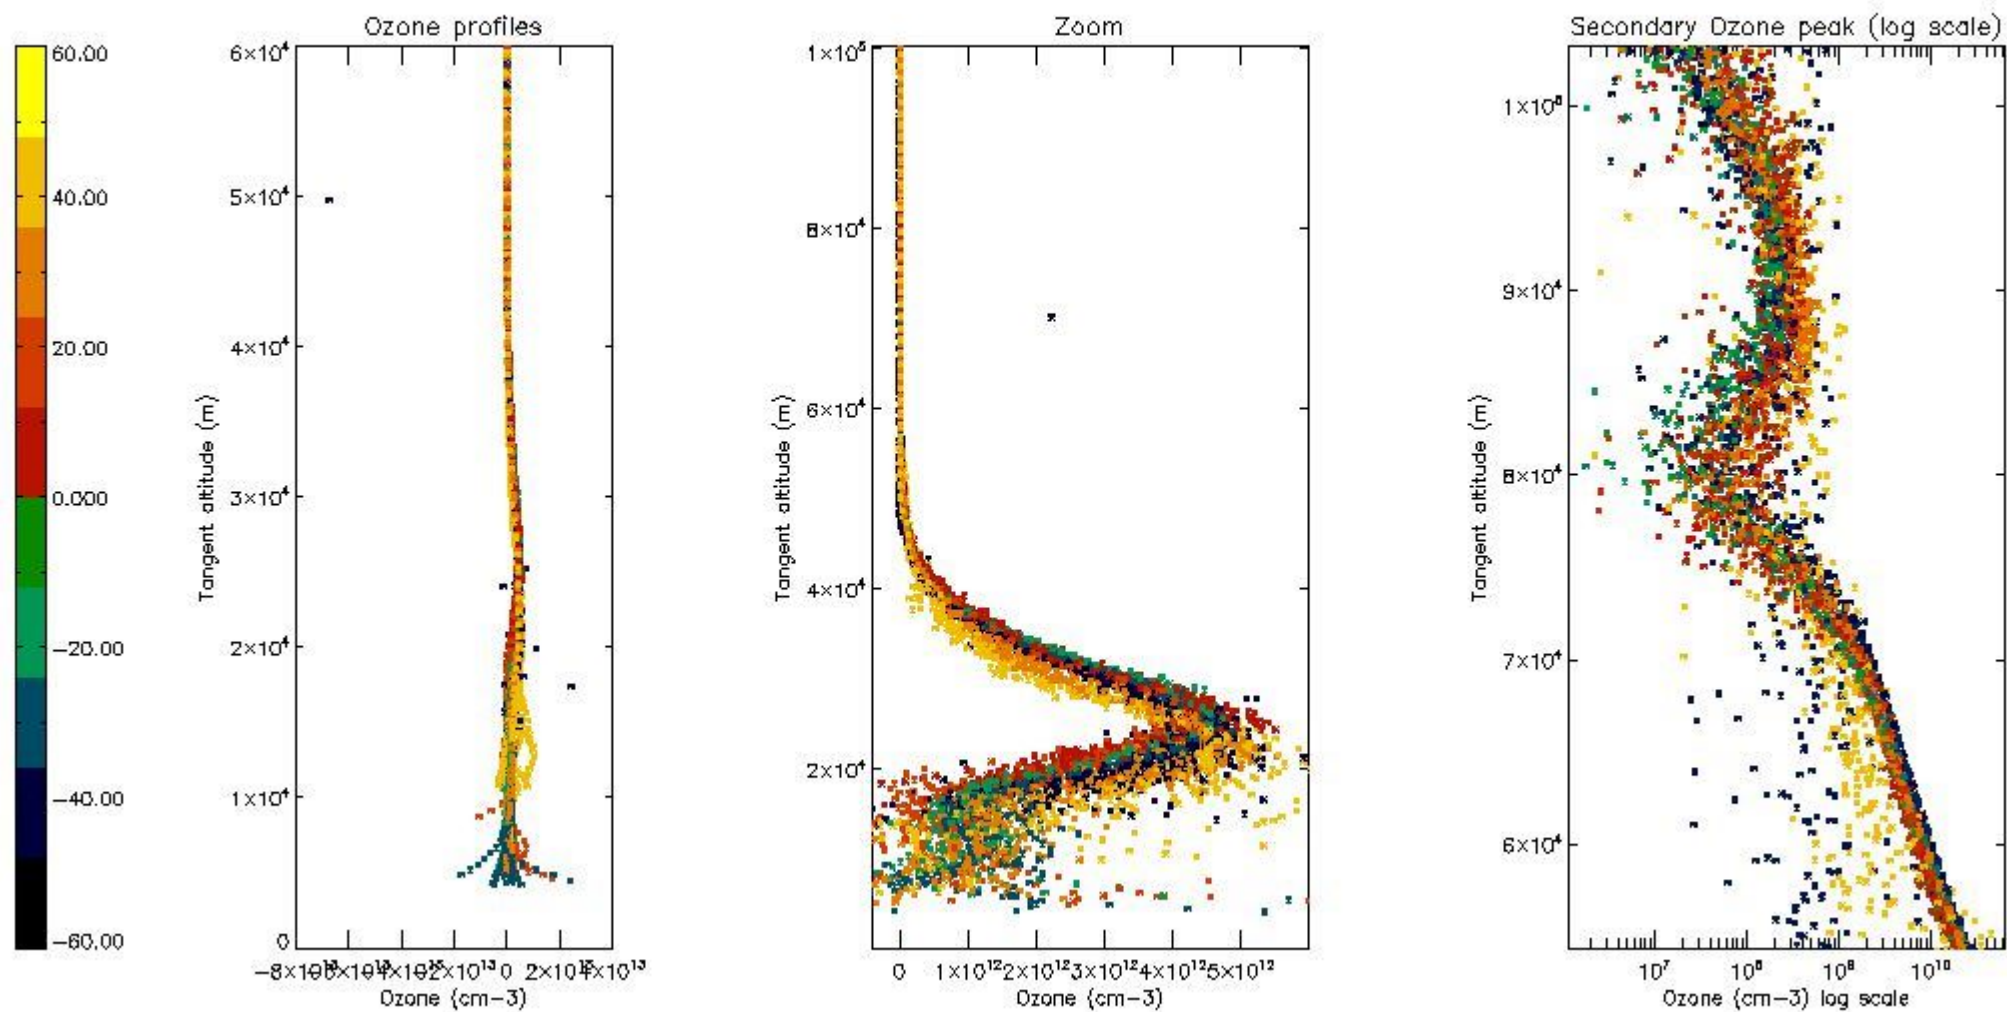 Ozone profiles
Zoom
Secondary Ozone peak (log scale)
60.00
40.00
20.00
-20.00
-40.00
-60.00
6×10⁴
5×10⁴
4×10⁴
3×10⁴
2×10⁴
1×10⁴
0
Tangent altitude (m)
0
Ozone (cm-3)
1×10⁵
8×10⁴
6×10⁴
4×10⁴
2×10⁴
Tangent altitude (m)
0 1×10¹² 2×10¹² 3×10¹² 4×10¹² 5×10¹²
Ozone (cm-3)
9×10⁴
8×10⁴
7×10⁴
6×10⁴
Tangent altitude (m)
10⁷ 10⁸ 10⁹ 10¹⁰
Ozone (cm-3) log scale